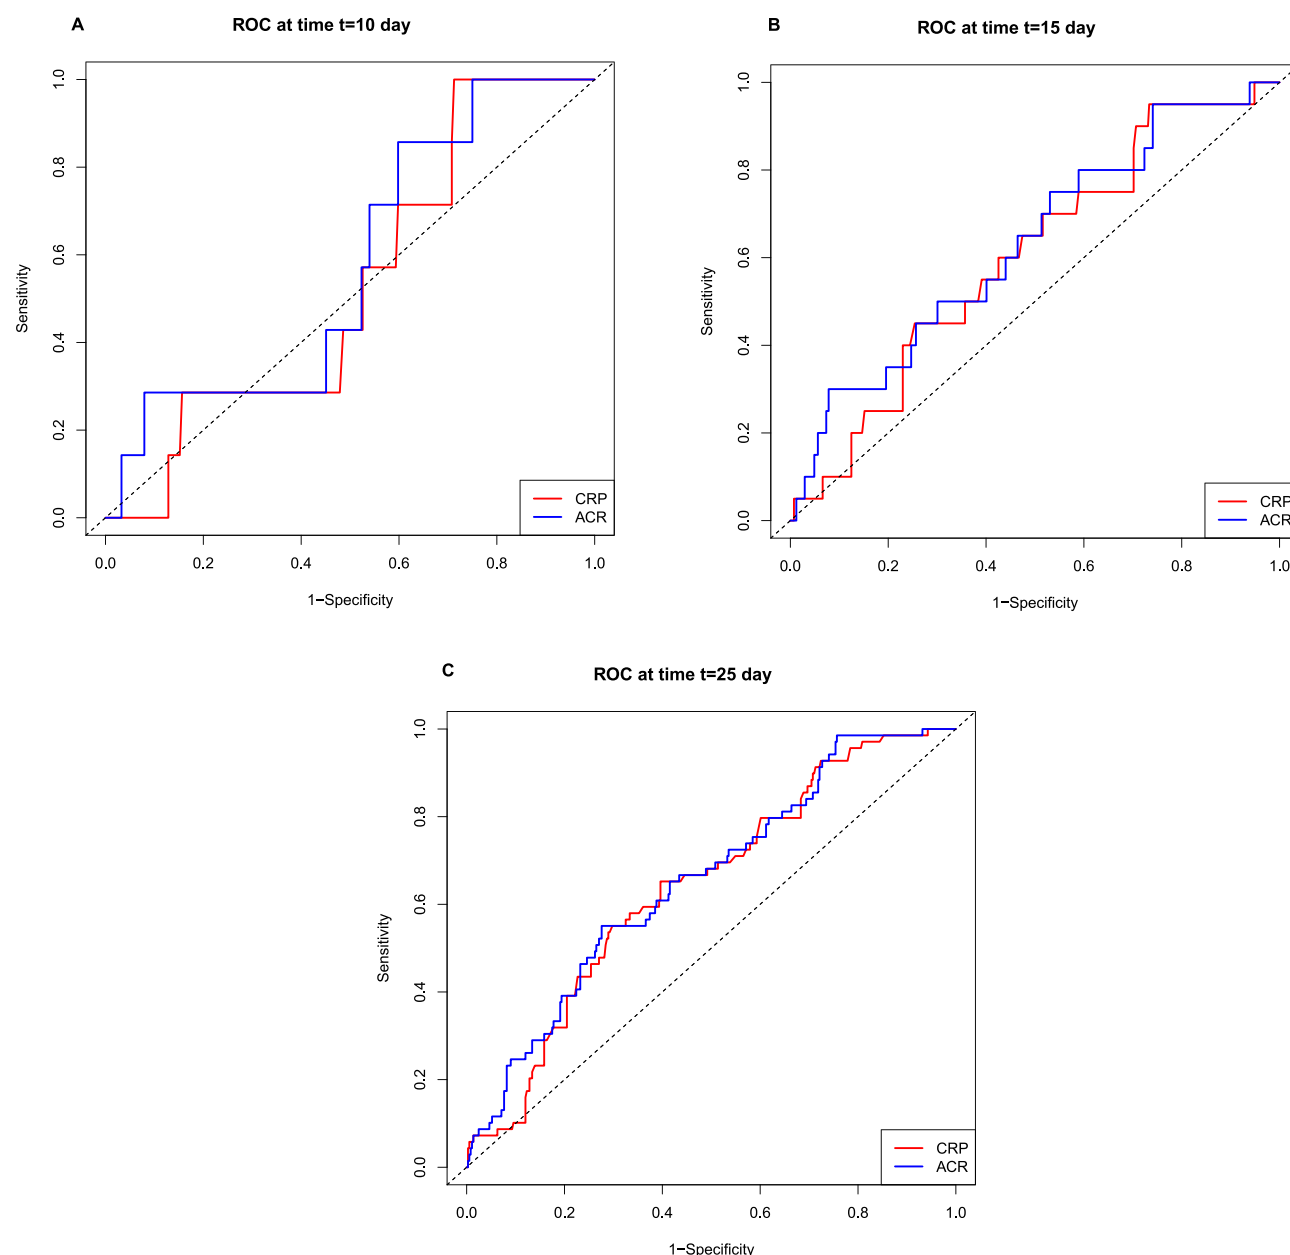 A
ROC at time t=10 day
Sensitivity
0.0 0.2 0.4 0.6 0.8 1.0
0.0 0.2 0.4 0.6 0.8 1.0
1−Specificity
CRP
ACR
B
ROC at time t=15 day
Sensitivity
0.0 0.2 0.4 0.6 0.8 1.0
0.0 0.2 0.4 0.6 0.8 1.0
1−Specificity
CRP
ACR
C
ROC at time t=25 day
Sensitivity
0.0 0.2 0.4 0.6 0.8 1.0
0.0 0.2 0.4 0.6 0.8 1.0
1−Specificity
CRP
ACR